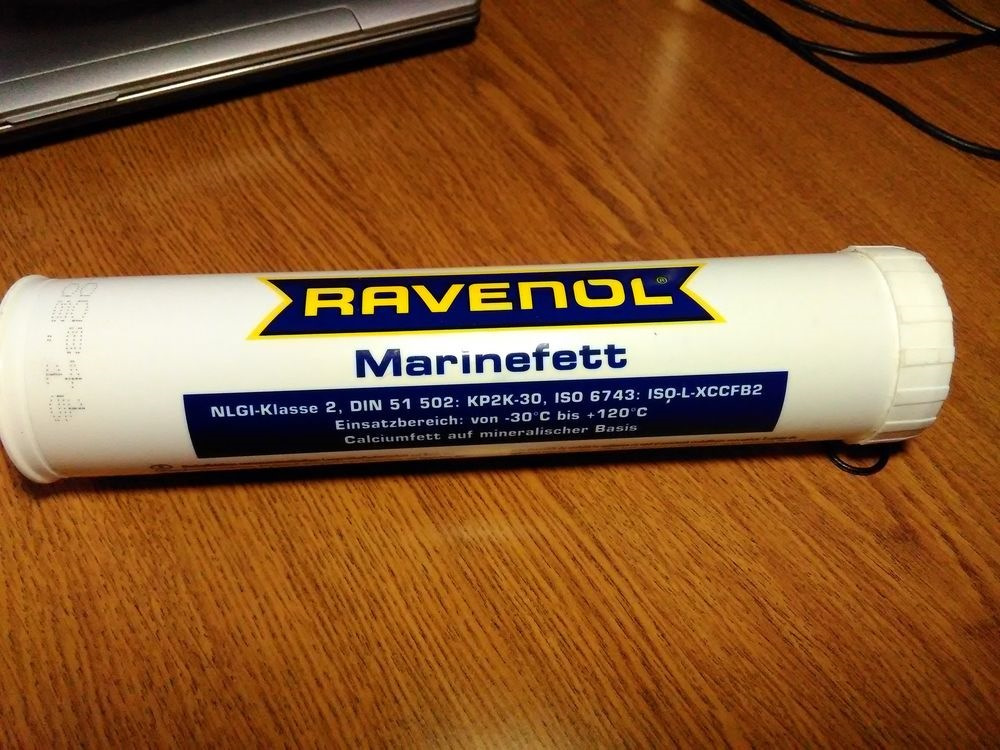 RAVENOL®
Marinefett
NLGI-Klasse 2, DIN 51 502: KP2K-30, ISO 6743: ISO-L-XCCFB2
Einsatzbereich: von -30°C bis +120°C
Calciumfett auf mineralischer Basis